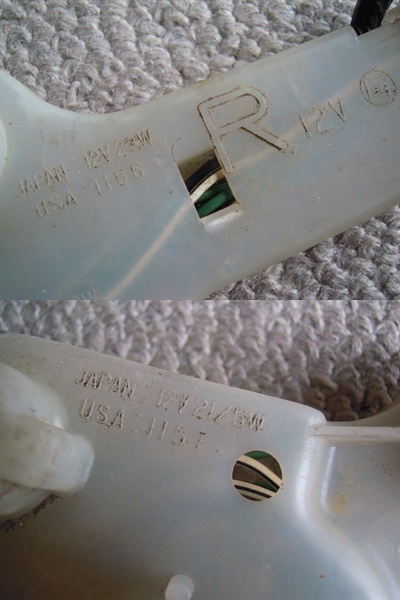 R
12V
JAPAN : 12V 23W
USA : 1156
JAPAN : 12V 21/5W
USA : 1157